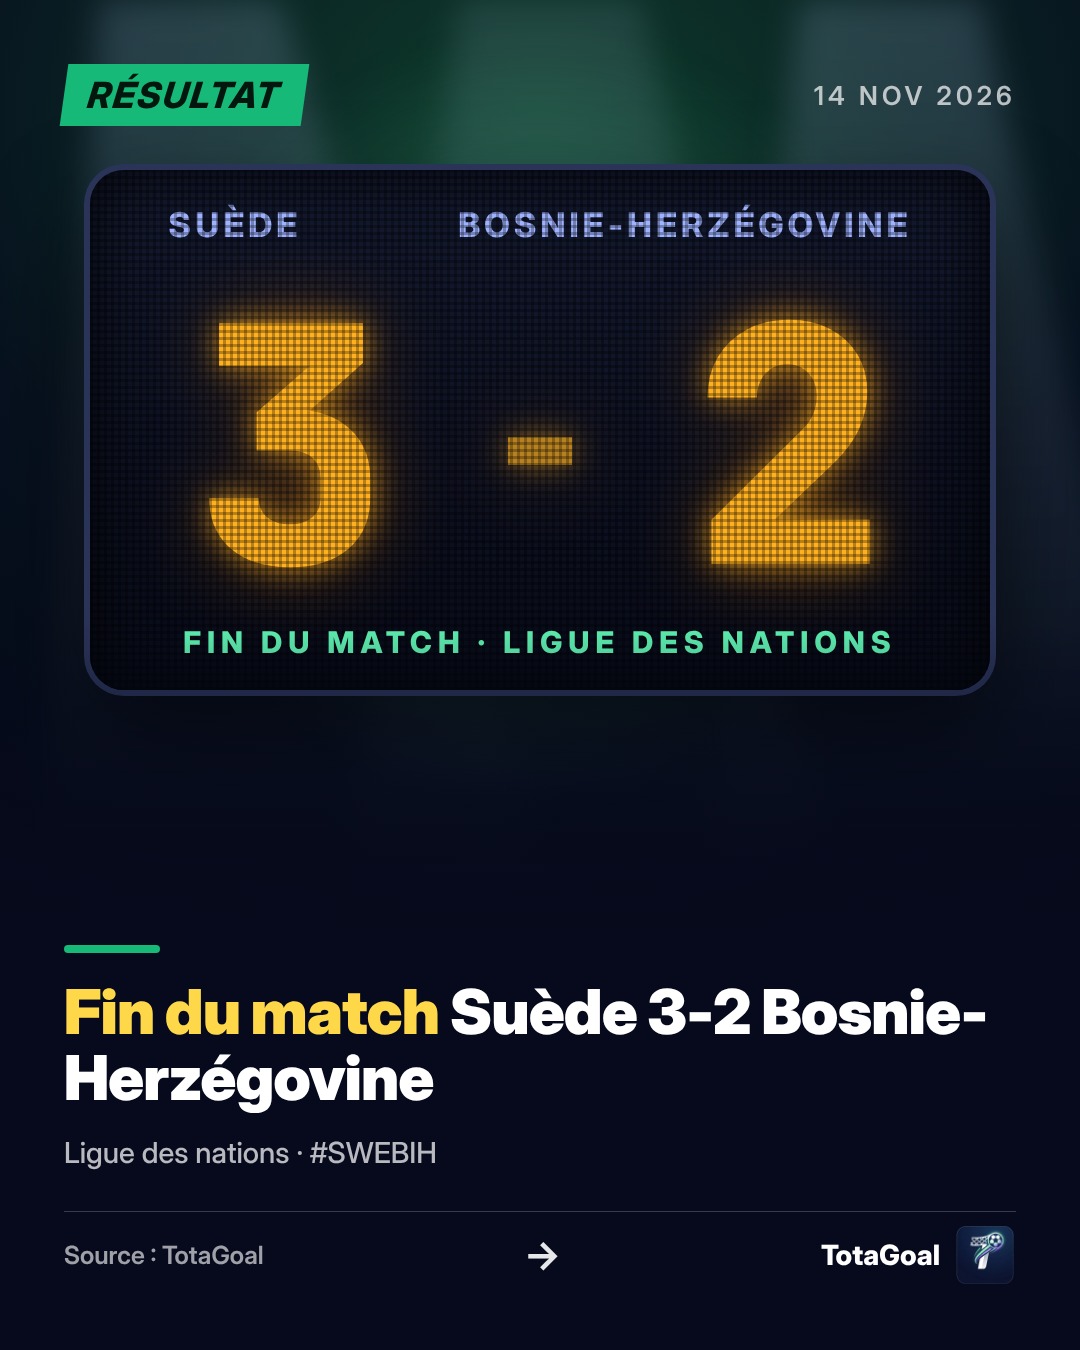 RÉSULTAT
14 NOV 2026
SUÈDE
BOSNIE-HERZÉGOVINE
3 - 2
FIN DU MATCH · LIGUE DES NATIONS
Fin du match Suède 3-2 Bosnie-
Herzégovine
Ligue des nations · #SWEBIH
Source : TotaGoal
→
TotaGoal